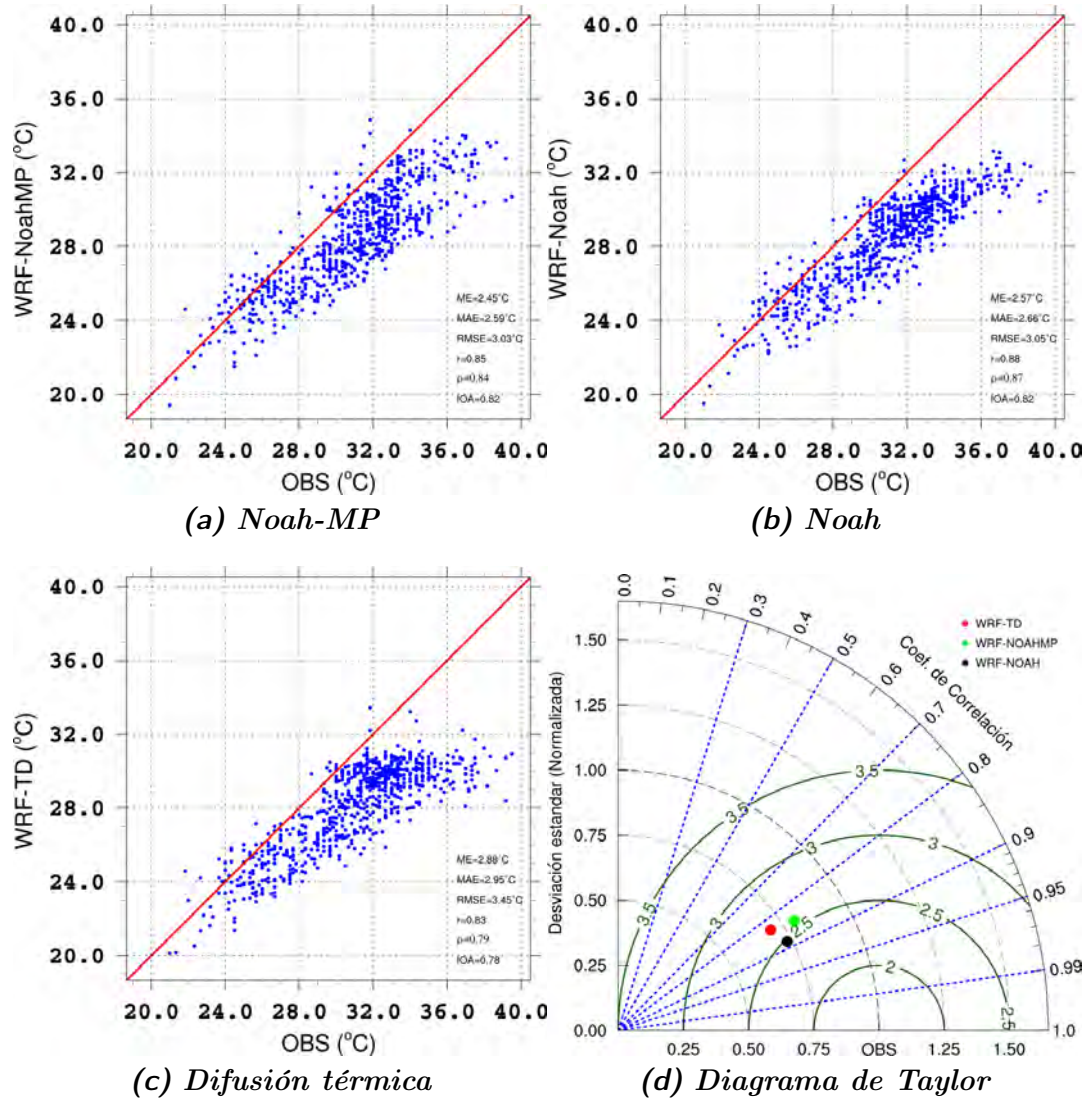 40.0
36.0
32.0
28.0
24.0
20.0
WRF-NoahMP (°C)
ME=2.45°C
MAE=2.59°C
RMSE=3.03°C
r=0.85
ρ=0.84
IOA=0.82
20.0 24.0 28.0 32.0 36.0 40.0
OBS (°C)
(a) Noah-MP
40.0
36.0
32.0
28.0
24.0
20.0
WRF-Noah (°C)
ME=2.57°C
MAE=2.66°C
RMSE=3.05°C
r=0.88
ρ=0.87
IOA=0.82
20.0 24.0 28.0 32.0 36.0 40.0
OBS (°C)
(b) Noah
40.0
36.0
32.0
28.0
24.0
20.0
WRF-TD (°C)
ME=2.88°C
MAE=2.95°C
RMSE=3.45°C
r=0.83
ρ=0.79
IOA=0.78
20.0 24.0 28.0 32.0 36.0 40.0
OBS (°C)
(c) Difusión térmica
0.0 0.1 0.2 0.3 0.4 0.5 0.6 0.7 0.8 0.9 0.95 0.99 1.0
Coef. de Correlación
WRF-TD
WRF-NOAHMP
WRF-NOAH
1.50
1.25
1.00
0.75
0.50
0.25
0.00
Desviación estandar (Normalizada)
3.5
3.5
3.5
3
3
3
2.5
2.5
2.5
2
0.25 0.50 0.75 OBS 1.25 1.50
(d) Diagrama de Taylor